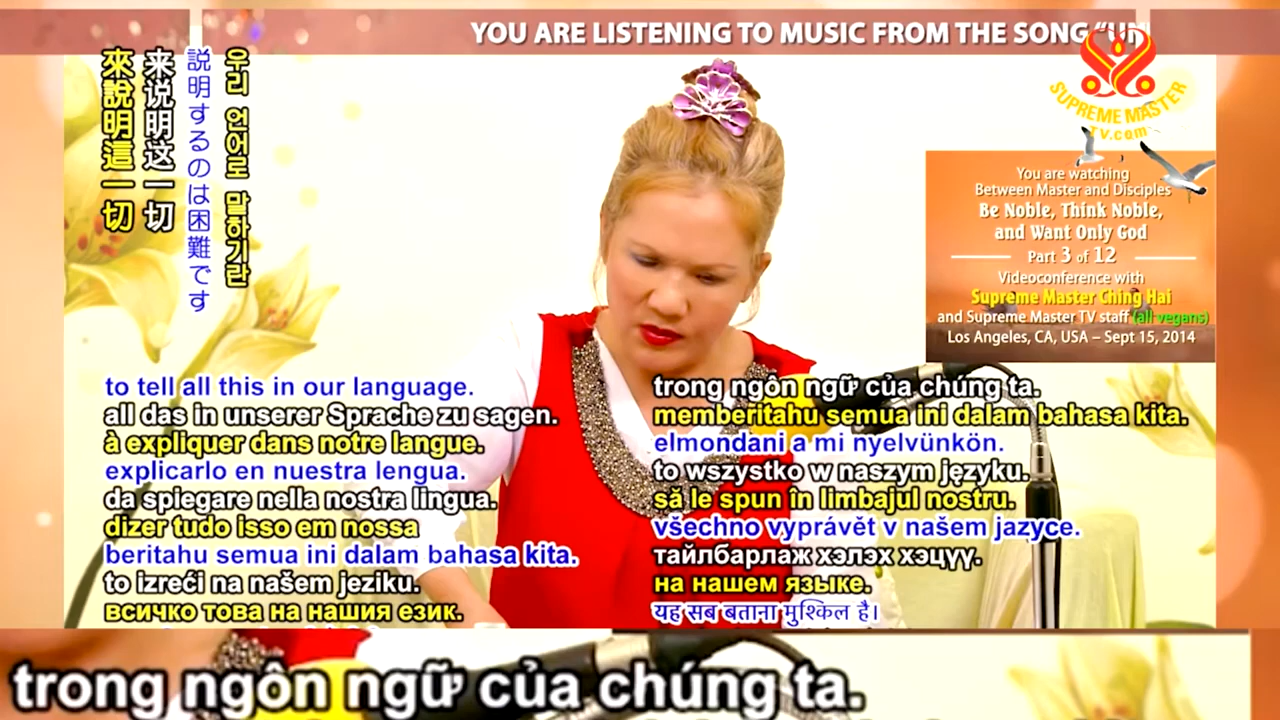 YOU ARE LISTENING TO MUSIC FROM THE SONG “UM
SUPREME MASTER
TV.com
來說明這一切
来说明这一切
説明するのは困難です
우리 언어로 말하기란
You are watching
Between Master and Disciples
Be Noble, Think Noble,
and Want Only God
Part 3 of 12
Videoconference with
Supreme Master Ching Hai
and Supreme Master TV staff (all vegans)
Los Angeles, CA, USA – Sept 15, 2014
to tell all this in our language.
all das in unserer Sprache zu sagen.
à expliquer dans notre langue.
explicarlo en nuestra lengua.
da spiegare nella nostra lingua.
dizer tudo isso em nossa
beritahu semua ini dalam bahasa kita.
to izreći na našem jeziku.
всичко това на нашия език.
trong ngôn ngữ của chúng ta.
memberitahu semua ini dalam bahasa kita.
elmondani a mi nyelvünkön.
to wszystko w naszym języku.
să le spun în limbajul nostru.
všechno vyprávět v našem jazyce.
тайлбарлаж хэлэх хэцүү.
на нашем языке.
यह सब बताना मुश्किल है।
trong ngôn ngữ của chúng ta.